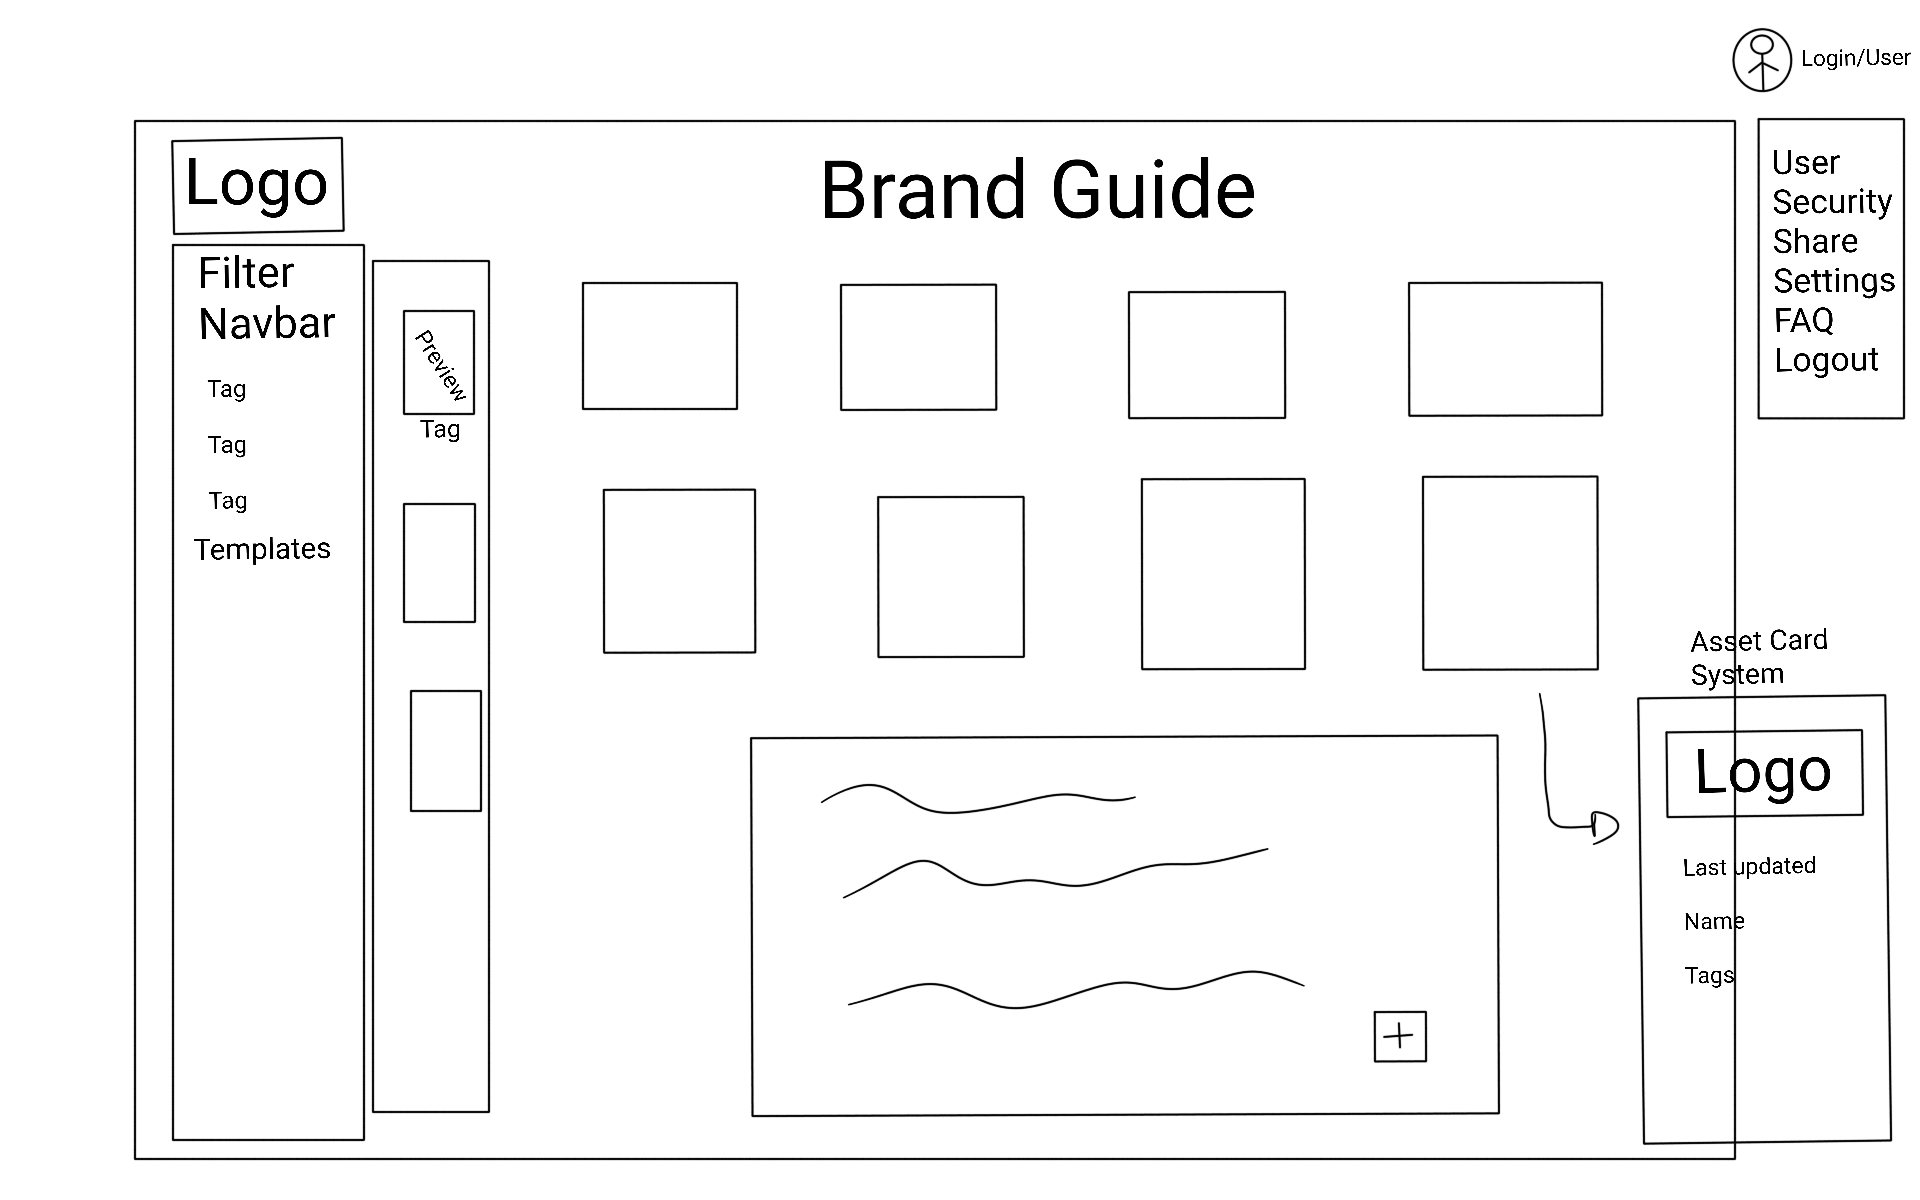 Login/User
Logo
Brand Guide
User
Security
Share
Settings
FAQ
Logout
Filter
Navbar
Tag
Tag
Tag
Templates
Preview
Tag
Asset Card
System
Logo
Last updated
Name
Tags